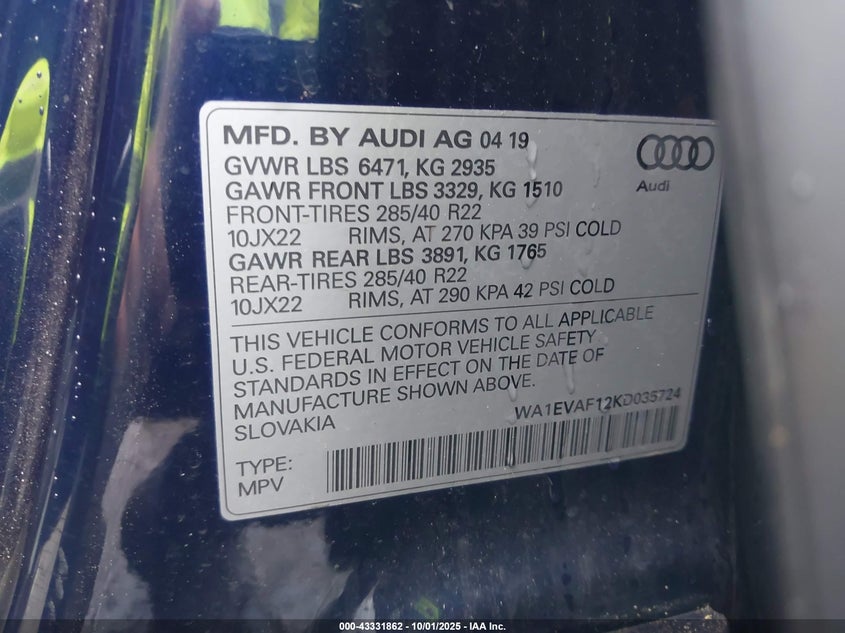 MFD. BY AUDI AG 04 19
GVWR LBS 6471, KG 2935
GAWR FRONT LBS 3329, KG 1510
FRONT-TIRES 285/40 R22
10JX22 RIMS, AT 270 KPA 39 PSI COLD
GAWR REAR LBS 3891, KG 1765
REAR-TIRES 285/40 R22
10JX22 RIMS, AT 290 KPA 42 PSI COLD
Audi
THIS VEHICLE CONFORMS TO ALL APPLICABLE
U.S. FEDERAL MOTOR VEHICLE SAFETY
STANDARDS IN EFFECT ON THE DATE OF
MANUFACTURE SHOWN ABOVE.
SLOVAKIA
WA1EVAF12KD035724
TYPE:
MPV
000-43331862 - 10/01/2025 - IAA Inc.